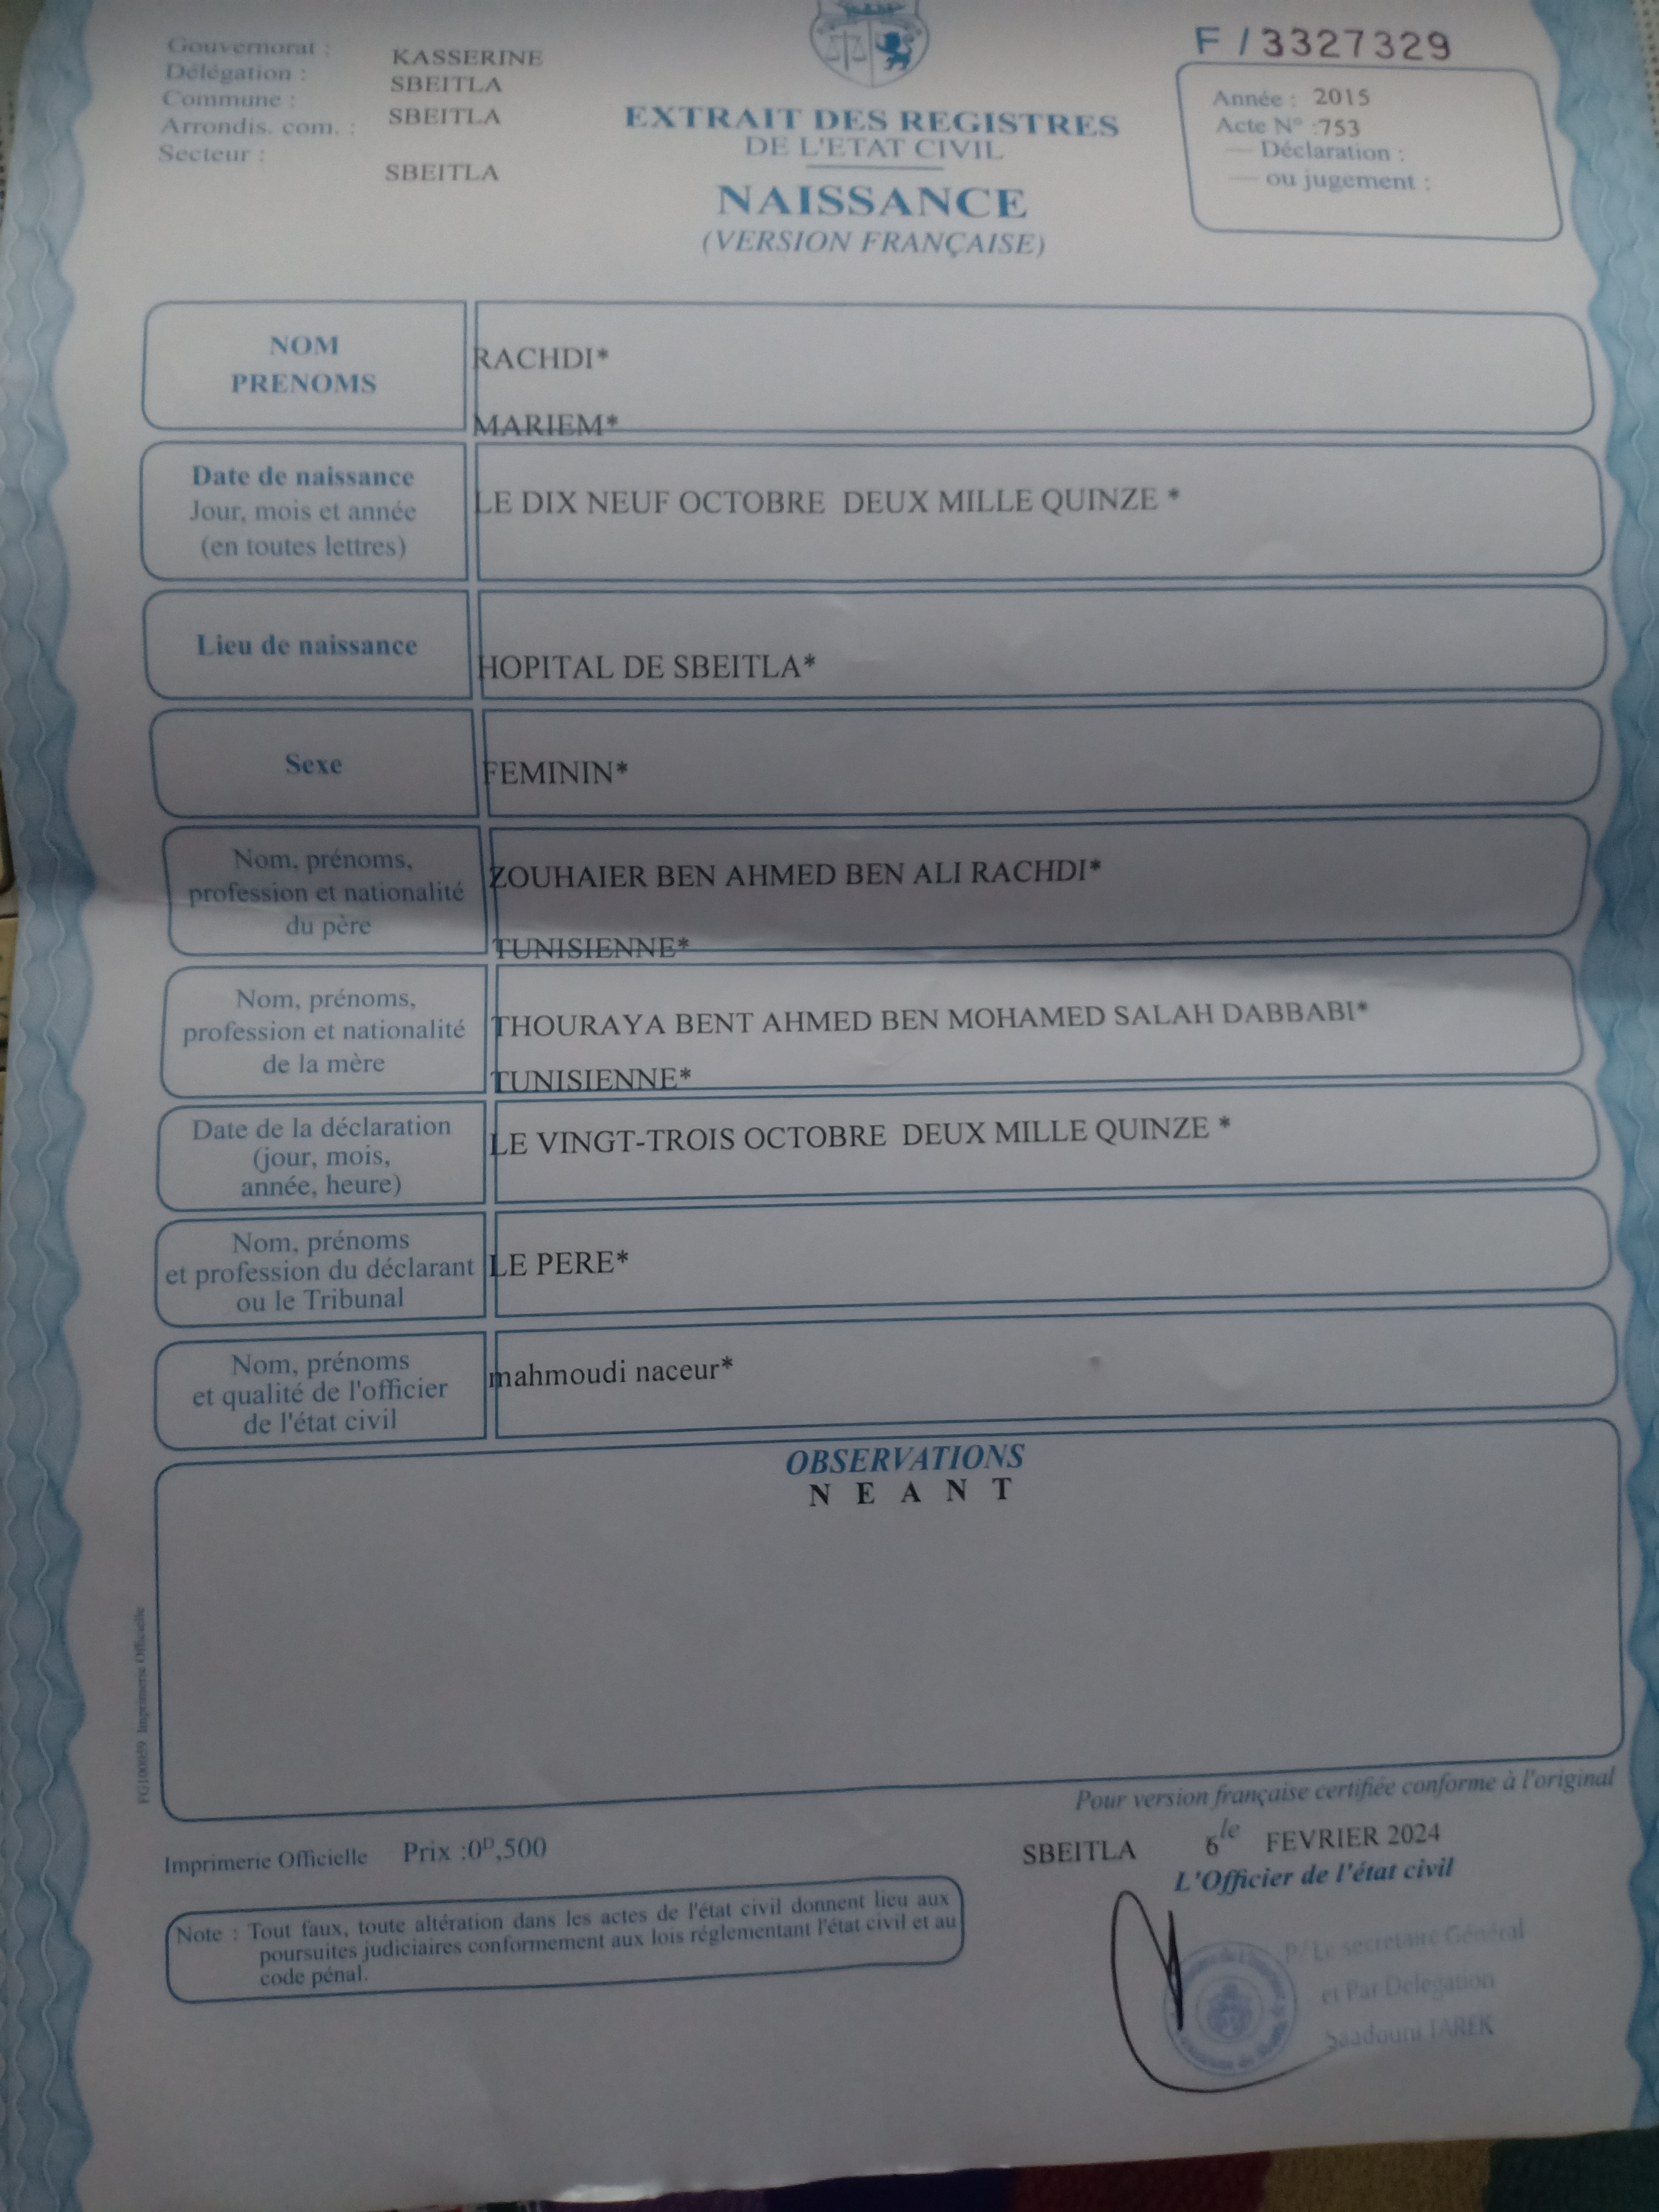 Gouvernorat : KASSERINE
Délégation : SBEITLA
Commune : SBEITLA
Arrondis. com. :
Secteur : SBEITLA
EXTRAIT DES REGISTRES
DE L'ETAT CIVIL
NAISSANCE
(VERSION FRANÇAISE)
F / 3327329
Année : 2015
Acte N° :753
— Déclaration :
— ou jugement :
NOM
PRENOMS
RACHDI*
MARIEM*
Date de naissance
Jour, mois et année
(en toutes lettres)
LE DIX NEUF OCTOBRE DEUX MILLE QUINZE *
Lieu de naissance
HOPITAL DE SBEITLA*
Sexe
FEMININ*
Nom, prénoms,
profession et nationalité
du père
ZOUHAIER BEN AHMED BEN ALI RACHDI*
TUNISIENNE*
Nom, prénoms,
profession et nationalité
de la mère
THOURAYA BENT AHMED BEN MOHAMED SALAH DABBABI*
TUNISIENNE*
Date de la déclaration
(jour, mois,
année, heure)
LE VINGT-TROIS OCTOBRE DEUX MILLE QUINZE *
Nom, prénoms
et profession du déclarant
ou le Tribunal
LE PERE*
Nom, prénoms
et qualité de l'officier
de l'état civil
mahmoudi naceur*
OBSERVATIONS
N E A N T
FG100059 Imprimerie Officielle
Pour version française certifiée conforme à l'original
SBEITLA 6 le FEVRIER 2024
L'Officier de l'état civil
Imprimerie Officielle Prix :0ᴰ,500
Note : Tout faux, toute altération dans les actes de l'état civil donnent lieu aux
poursuites judiciaires conformement aux lois réglementant l'état civil et au
code pénal.
P/ Le secretaire Général
et Par Delegation
Saadouni TAREK